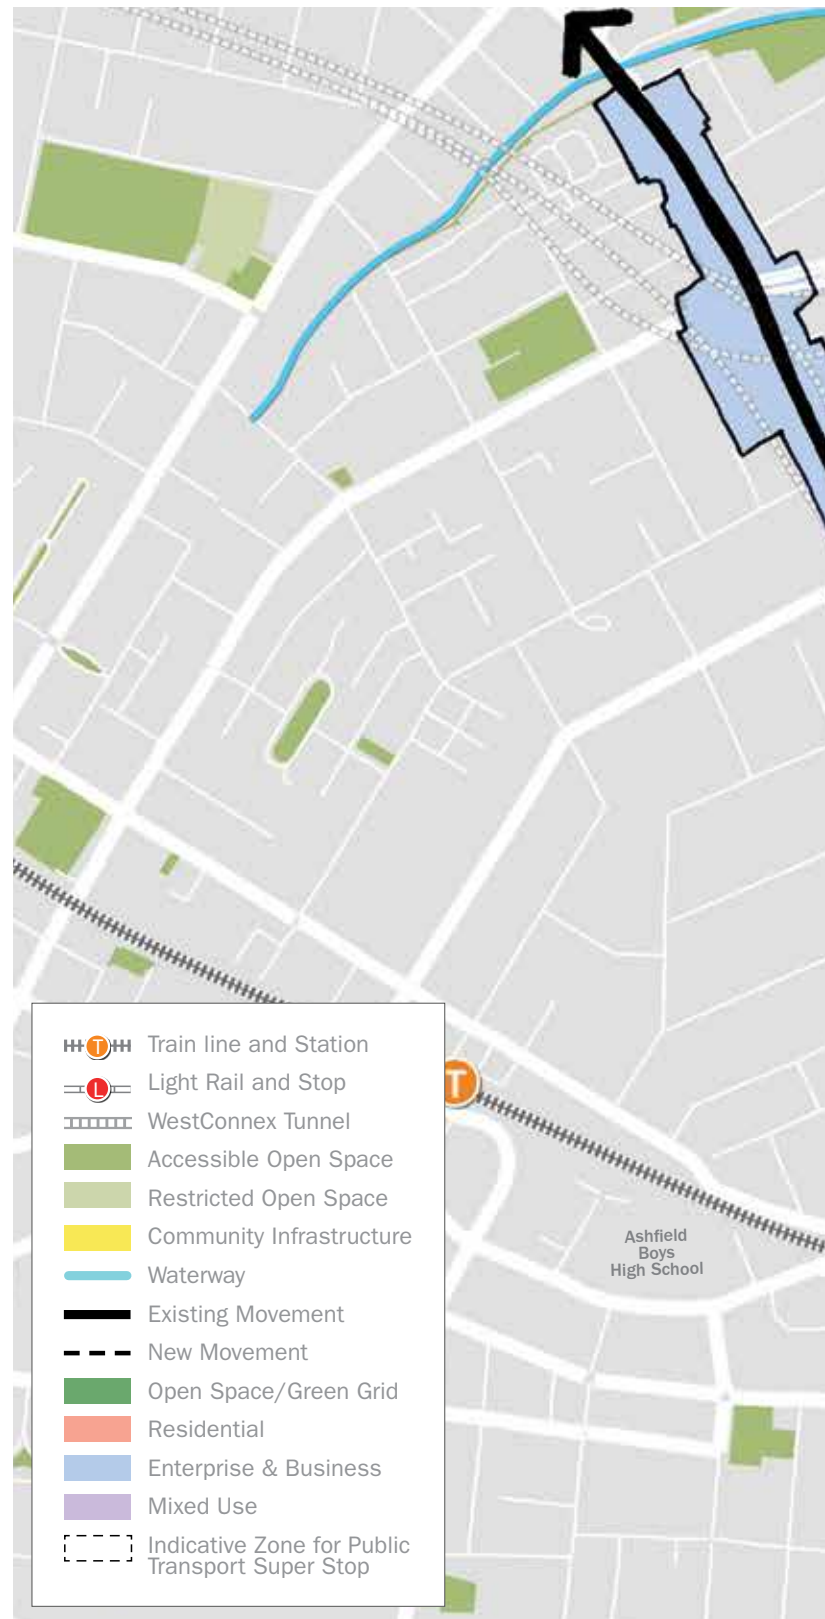 T Train line and Station
L Light Rail and Stop
WestConnex Tunnel
Accessible Open Space
Restricted Open Space
Community Infrastructure
Waterway
Existing Movement
New Movement
Open Space/Green Grid
Residential
Enterprise & Business
Mixed Use
Indicative Zone for Public
Transport Super Stop
T
Ashfield
Boys
High School